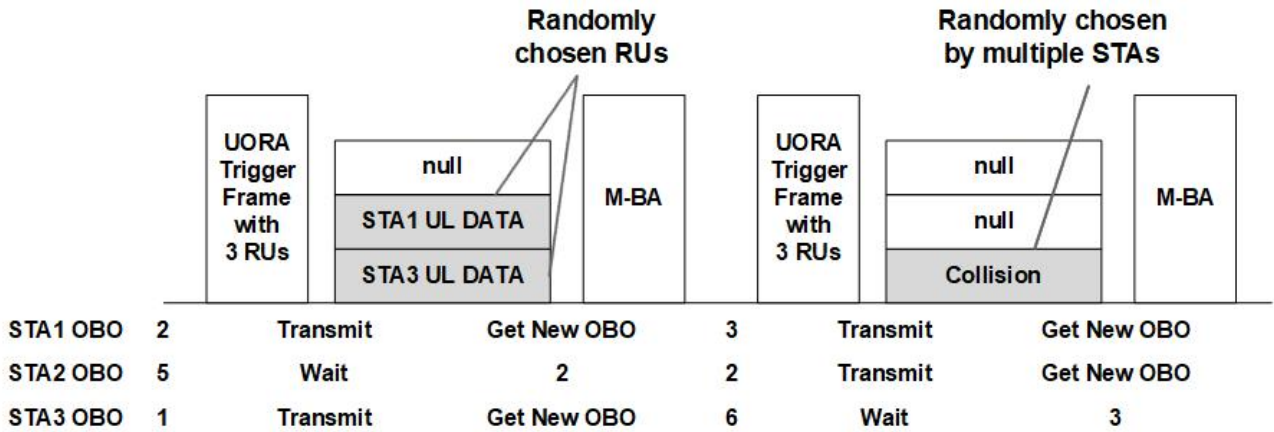 Randomly
chosen RUs
Randomly chosen
by multiple STAs
UORA
Trigger
Frame
with
3 RUs
null
STA1 UL DATA
STA3 UL DATA
M-BA
UORA
Trigger
Frame
with
3 RUs
null
null
Collision
M-BA
STA1 OBO 2 Transmit Get New OBO 3 Transmit Get New OBO
STA2 OBO 5 Wait 2 2 Transmit Get New OBO
STA3 OBO 1 Transmit Get New OBO 6 Wait 3